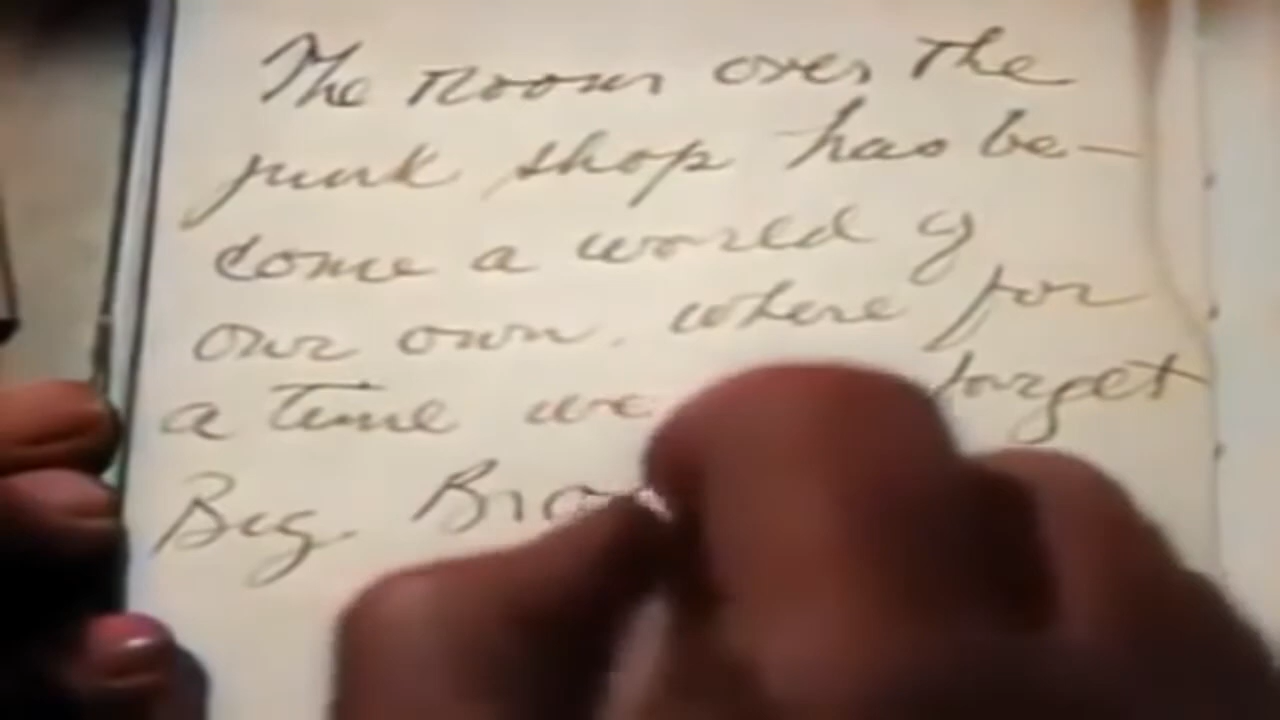 The room over the
junk shop has be-
come a world of
our own. where for
a time we forget
Big Bro